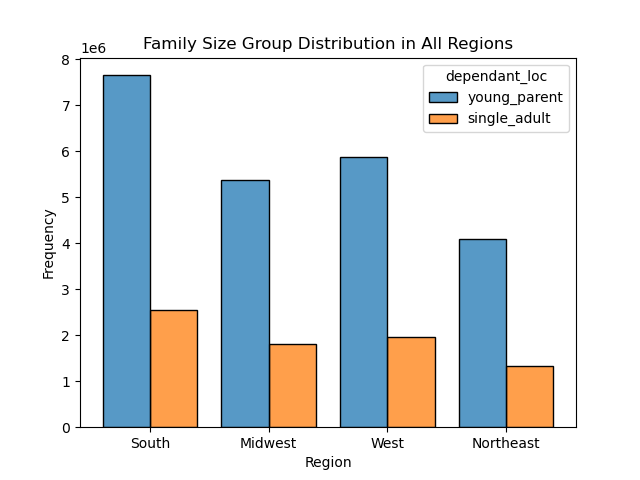 Family Size Group Distribution in All Regions
1e6
dependant_loc
young_parent
single_adult
8
7
6
5
4
3
2
1
0
Frequency
South Midwest West Northeast
Region